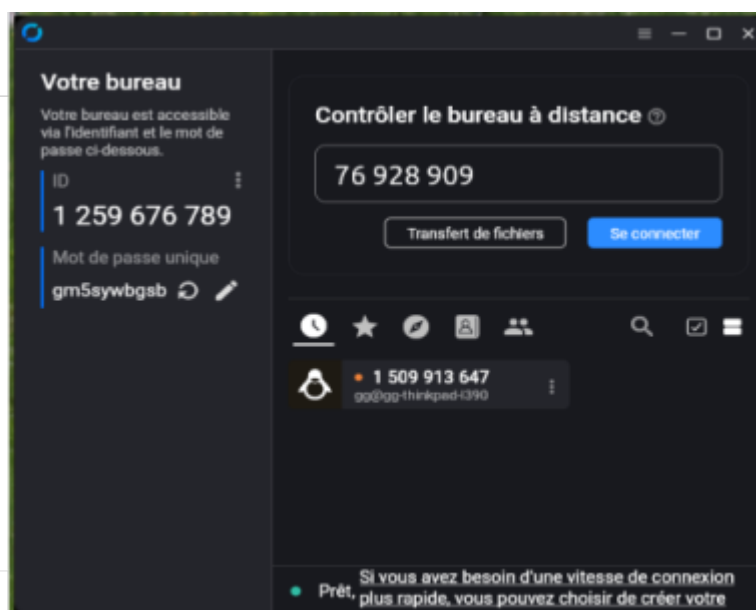 Votre bureau
Votre bureau est accessible
via l'identifiant et le mot de
passe ci-dessous.
ID
1 259 676 789
Mot de passe unique
gm5sywbgsb
Contrôler le bureau à distance
76 928 909
Transfert de fichiers
Se connecter
1 509 913 647
gg@gg-thinkpad-l390
Prêt, Si vous avez besoin d'une vitesse de connexion
plus rapide, vous pouvez choisir de créer votre